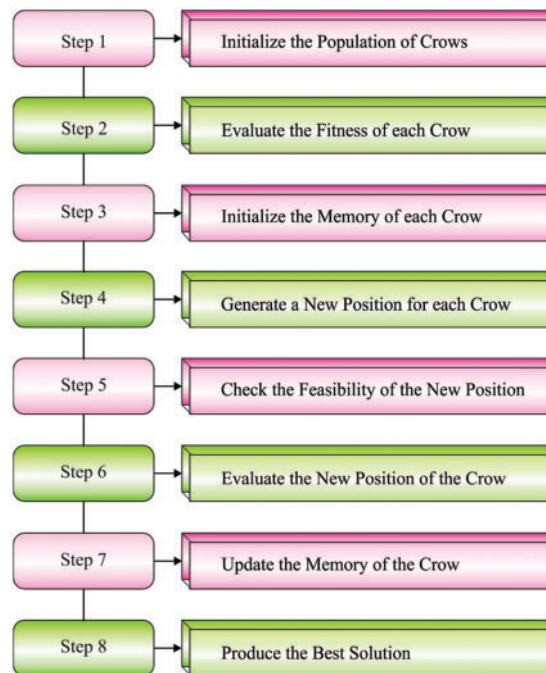 Step 1
Initialize the Population of Crows
Step 2
Evaluate the Fitness of each Crow
Step 3
Initialize the Memory of each Crow
Step 4
Generate a New Position for each Crow
Step 5
Check the Feasibility of the New Position
Step 6
Evaluate the New Position of the Crow
Step 7
Update the Memory of the Crow
Step 8
Produce the Best Solution